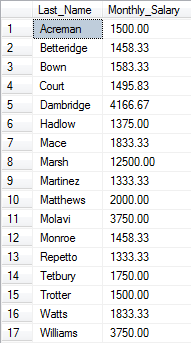 Last_Name Monthly_Salary
1 Acreman 1500.00
2 Betteridge 1458.33
3 Bown 1583.33
4 Court 1495.83
5 Dambridge 4166.67
6 Hadlow 1375.00
7 Mace 1833.33
8 Marsh 12500.00
9 Martinez 1333.33
10 Matthews 2000.00
11 Molavi 3750.00
12 Monroe 1458.33
13 Repetto 1333.33
14 Tetbury 1750.00
15 Trotter 1500.00
16 Watts 1833.33
17 Williams 3750.00